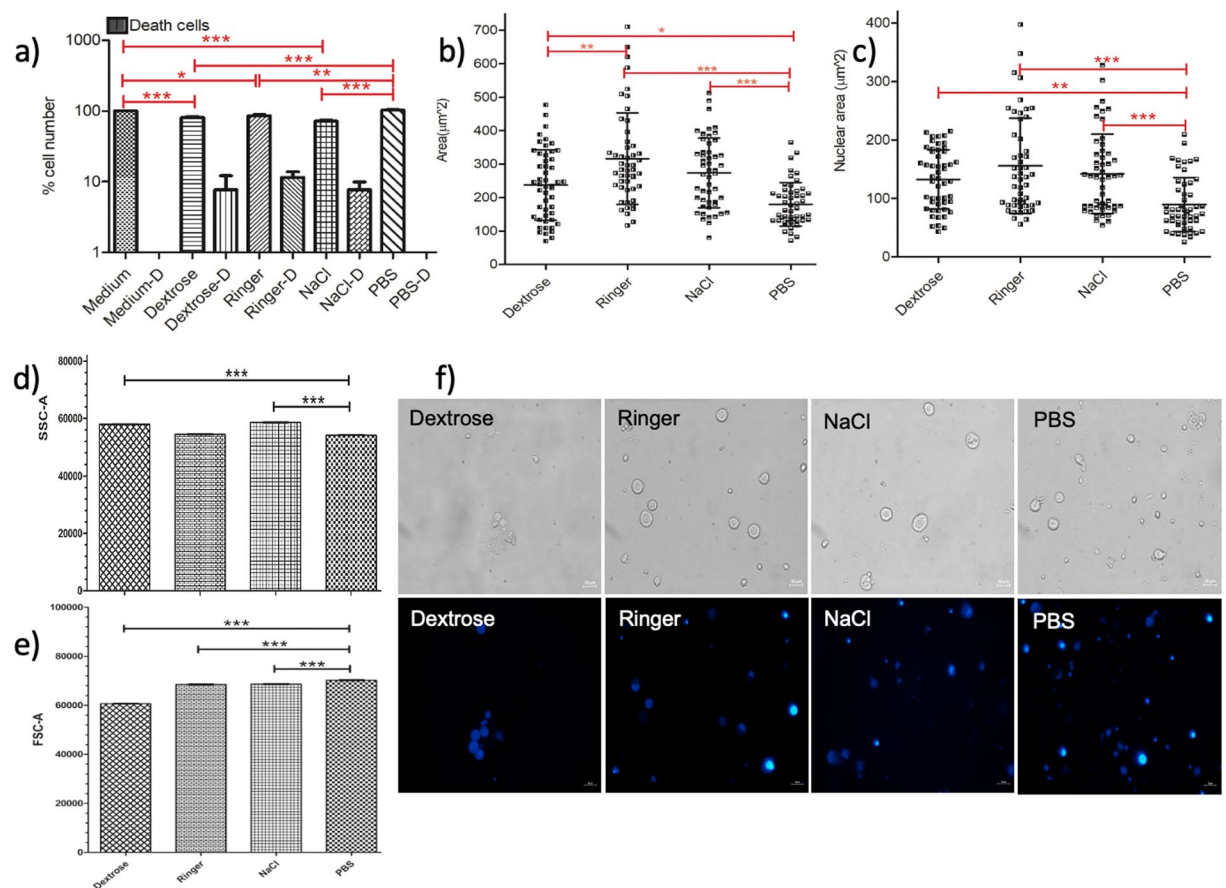 a)
Death cells
1000
100
10
1
% cell number
***
***
*
**
***
***
Medium
Medium-D
Dextrose
Dextrose-D
Ringer
Ringer-D
NaCl
NaCl-D
PBS
PBS-D
b)
700
600
500
400
300
200
100
0
Area(μm^2)
*
**
***
***
Dextrose
Ringer
NaCl
PBS
c)
400
300
200
100
0
Nuclear area (μm^2)
***
**
***
Dextrose
Ringer
NaCl
PBS
d)
80000
60000
40000
20000
0
SSC-A
***
***
e)
100000
80000
60000
40000
20000
0
FSC-A
***
***
***
Dextrose
Ringer
NaCl
PBS
f)
Dextrose
Ringer
NaCl
PBS
Dextrose
Ringer
NaCl
PBS